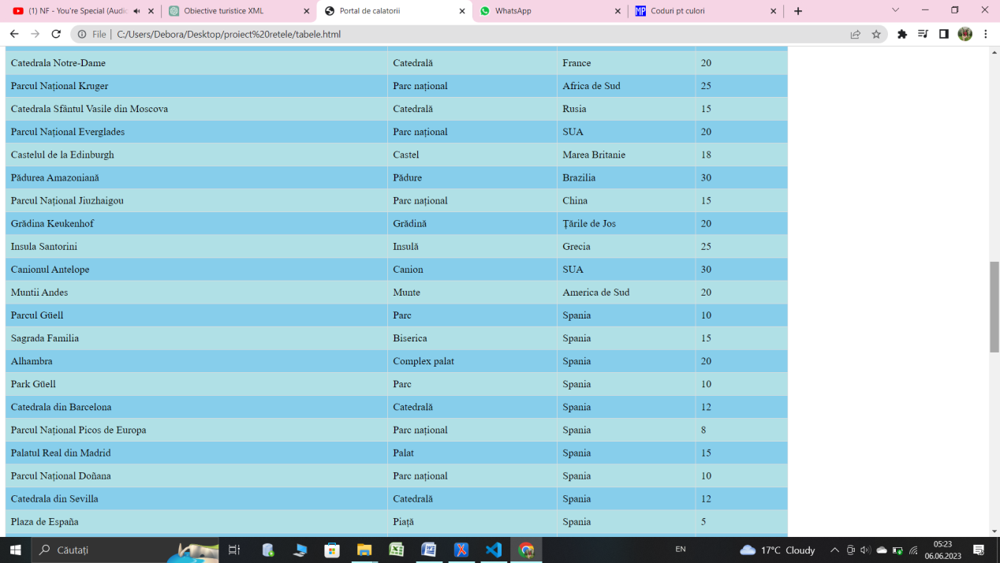 (1) NF - You're Special (Audio
Obiective turistice XML
Portal de calatorii
WhatsApp
MP Coduri pt culori
File | C:/Users/Debora/Desktop/proiect%20retele/tabele.html
Catedrala Notre-Dame Catedrală France 20
Parcul Național Kruger Parc național Africa de Sud 25
Catedrala Sfântul Vasile din Moscova Catedrală Rusia 15
Parcul Național Everglades Parc național SUA 20
Castelul de la Edinburgh Castel Marea Britanie 18
Pădurea Amazoniană Pădure Brazilia 30
Parcul Național Jiuzhaigou Parc național China 15
Grădina Keukenhof Grădină Țările de Jos 20
Insula Santorini Insulă Grecia 25
Canionul Antelope Canion SUA 30
Muntii Andes Munte America de Sud 20
Parcul Güell Parc Spania 10
Sagrada Familia Biserica Spania 15
Alhambra Complex palat Spania 20
Park Güell Parc Spania 10
Catedrala din Barcelona Catedrală Spania 12
Parcul Național Picos de Europa Parc național Spania 8
Palatul Real din Madrid Palat Spania 15
Parcul Național Doñana Parc național Spania 10
Catedrala din Sevilla Catedrală Spania 12
Plaza de España Piață Spania 5
Căutați
EN
17°C Cloudy
05:23
06.06.2023